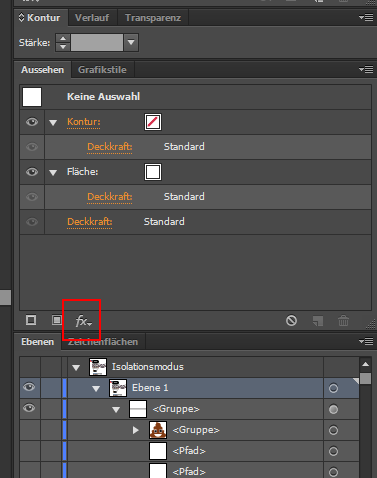 Kontur Verlauf Transparenz
Stärke:
Aussehen Grafikstile
Keine Auswahl
Kontur:
Deckkraft: Standard
Fläche:
Deckkraft: Standard
Deckkraft: Standard
fx
Ebenen Zeichenflächen
Isolationsmodus
Ebene 1
<Gruppe>
<Gruppe>
<Pfad>
<Pfad>